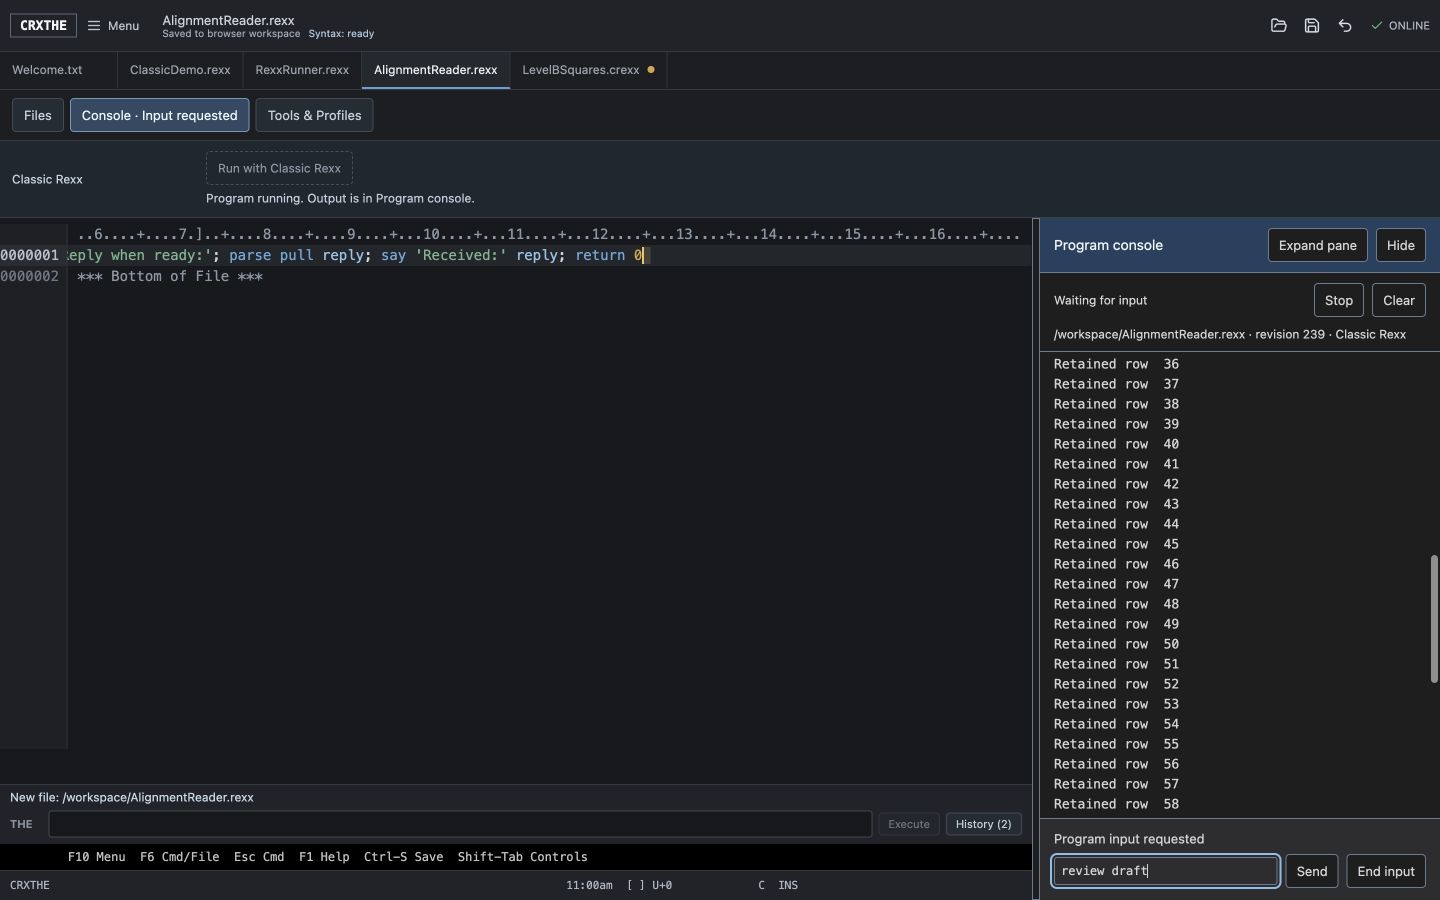 CRXTHE
Menu
AlignmentReader.rexx
Saved to browser workspace Syntax: ready
ONLINE
Welcome.txt
ClassicDemo.rexx
RexxRunner.rexx
AlignmentReader.rexx
LevelBSquares.crexx
Files
Console · Input requested
Tools & Profiles
Classic Rexx
Run with Classic Rexx
Program running. Output is in Program console.
..6....+....7.]..+....8....+....9....+...10....+...11....+...12....+...13....+...14....+...15....+...16....+....
0000001 eply when ready:'; parse pull reply; say 'Received:' reply; return 0
0000002 *** Bottom of File ***
New file: /workspace/AlignmentReader.rexx
THE
Execute
History (2)
F10 Menu F6 Cmd/File Esc Cmd F1 Help Ctrl-S Save Shift-Tab Controls
CRXTHE 11:00am [ ] U+0 C INS
Program console
Expand pane
Hide
Waiting for input
Stop
Clear
/workspace/AlignmentReader.rexx · revision 239 · Classic Rexx
Retained row 36
Retained row 37
Retained row 38
Retained row 39
Retained row 40
Retained row 41
Retained row 42
Retained row 43
Retained row 44
Retained row 45
Retained row 46
Retained row 47
Retained row 48
Retained row 49
Retained row 50
Retained row 51
Retained row 52
Retained row 53
Retained row 54
Retained row 55
Retained row 56
Retained row 57
Retained row 58
Program input requested
review draft
Send
End input